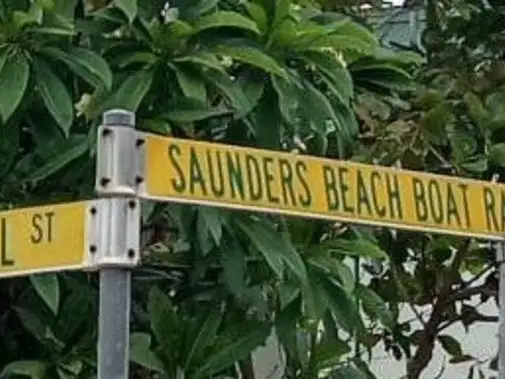 SAUNDERS BEACH BOAT RA
L ST